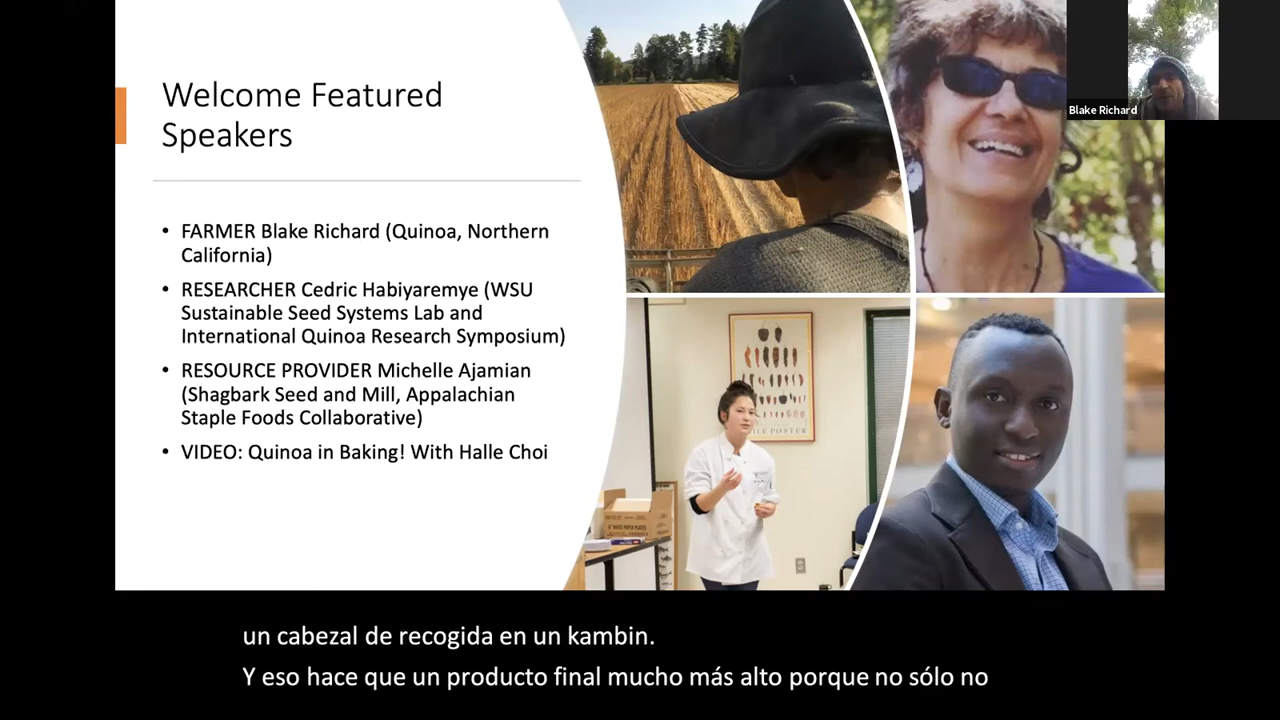 Welcome Featured
Speakers
• FARMER Blake Richard (Quinoa, Northern
California)
• RESEARCHER Cedric Habiyaremye (WSU
Sustainable Seed Systems Lab and
International Quinoa Research Symposium)
• RESOURCE PROVIDER Michelle Ajamian
(Shagbark Seed and Mill, Appalachian
Staple Foods Collaborative)
• VIDEO: Quinoa in Baking! With Halle Choi
Blake Richard
un cabezal de recogida en un kambin.
Y eso hace que un producto final mucho más alto porque no sólo no